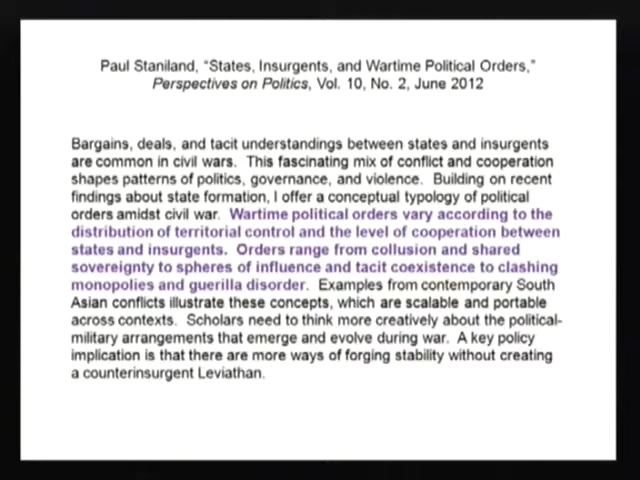 Paul Staniland, “States, Insurgents, and Wartime Political Orders,”
Perspectives on Politics, Vol. 10, No. 2, June 2012
Bargains, deals, and tacit understandings between states and insurgents
are common in civil wars.  This fascinating mix of conflict and cooperation
shapes patterns of politics, governance, and violence.  Building on recent
findings about state formation, I offer a conceptual typology of political
orders amidst civil war.  Wartime political orders vary according to the
distribution of territorial control and the level of cooperation between
states and insurgents.  Orders range from collusion and shared
sovereignty to spheres of influence and tacit coexistence to clashing
monopolies and guerilla disorder.  Examples from contemporary South
Asian conflicts illustrate these concepts, which are scalable and portable
across contexts.  Scholars need to think more creatively about the political-
military arrangements that emerge and evolve during war.  A key policy
implication is that there are more ways of forging stability without creating
a counterinsurgent Leviathan.